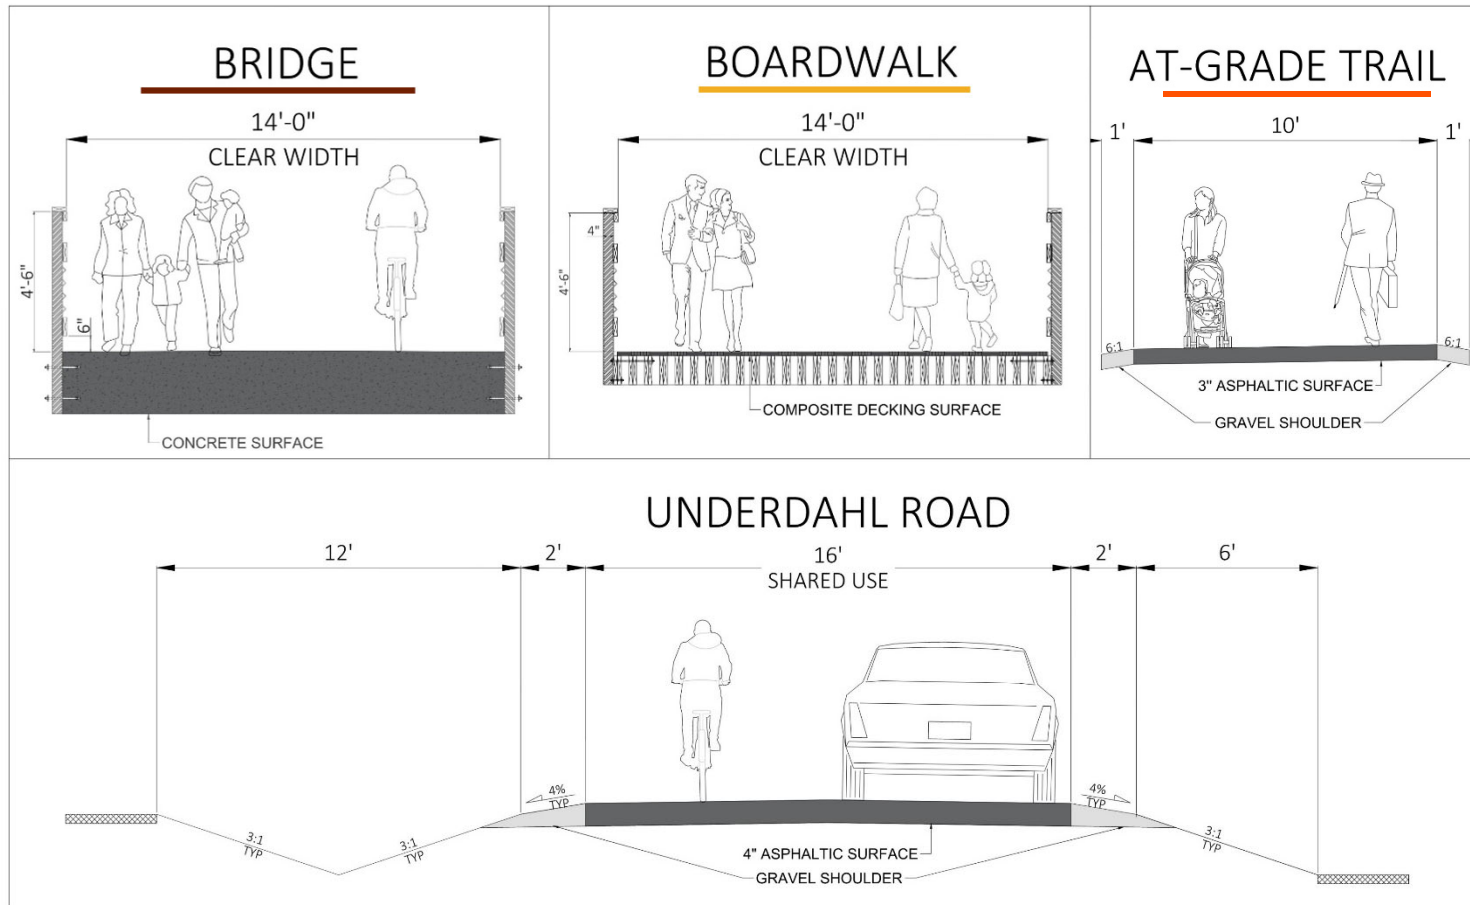 BRIDGE
14'-0"
CLEAR WIDTH
4'-6"
6"
CONCRETE SURFACE
BOARDWALK
14'-0"
CLEAR WIDTH
4"
4'-6"
COMPOSITE DECKING SURFACE
AT-GRADE TRAIL
1' 10' 1'
6:1 6:1
3" ASPHALTIC SURFACE
GRAVEL SHOULDER
UNDERDAHL ROAD
12' 2' 16' 2' 6'
SHARED USE
4% 4%
TYP TYP
3:1 3:1 3:1
TYP TYP TYP
4" ASPHALTIC SURFACE
GRAVEL SHOULDER